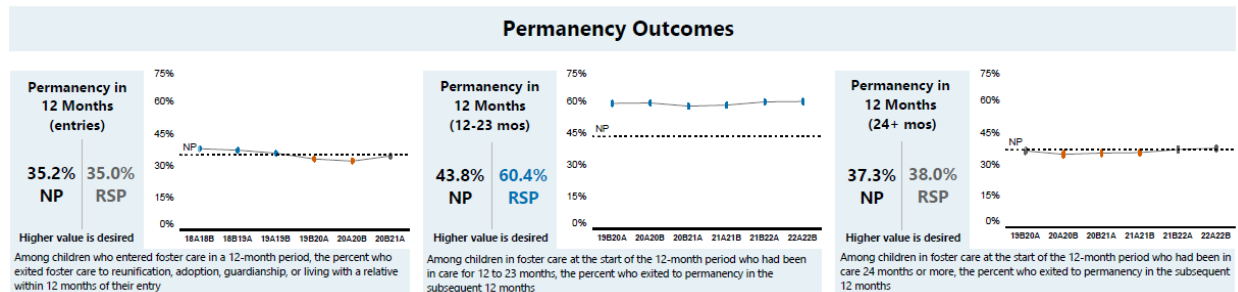 Permanency Outcomes
Permanency in
12 Months
(entries)
35.2% 35.0%
NP RSP
Higher value is desired
75%
60%
45%
30%
15%
0%
NP
18A18B 18B19A 19A19B 19B20A 20A20B 20B21A
Among children who entered foster care in a 12-month period, the percent who
exited foster care to reunification, adoption, guardianship, or living with a relative
within 12 months of their entry
Permanency in
12 Months
(12-23 mos)
43.8% 60.4%
NP RSP
Higher value is desired
75%
60%
45%
30%
15%
0%
NP
19B20A 20A20B 20B21A 21A21B 21B22A 22A22B
Among children in foster care at the start of the 12-month period who had been
in care for 12 to 23 months, the percent who exited to permanency in the
subsequent 12 months
Permanency in
12 Months
(24+ mos)
37.3% 38.0%
NP RSP
Higher value is desired
75%
60%
45%
30%
15%
0%
NP
19B20A 20A20B 20B21A 21A21B 21B22A 22A22B
Among children in foster care at the start of the 12-month period who had been in
care 24 months or more, the percent who exited to permanency in the subsequent
12 months